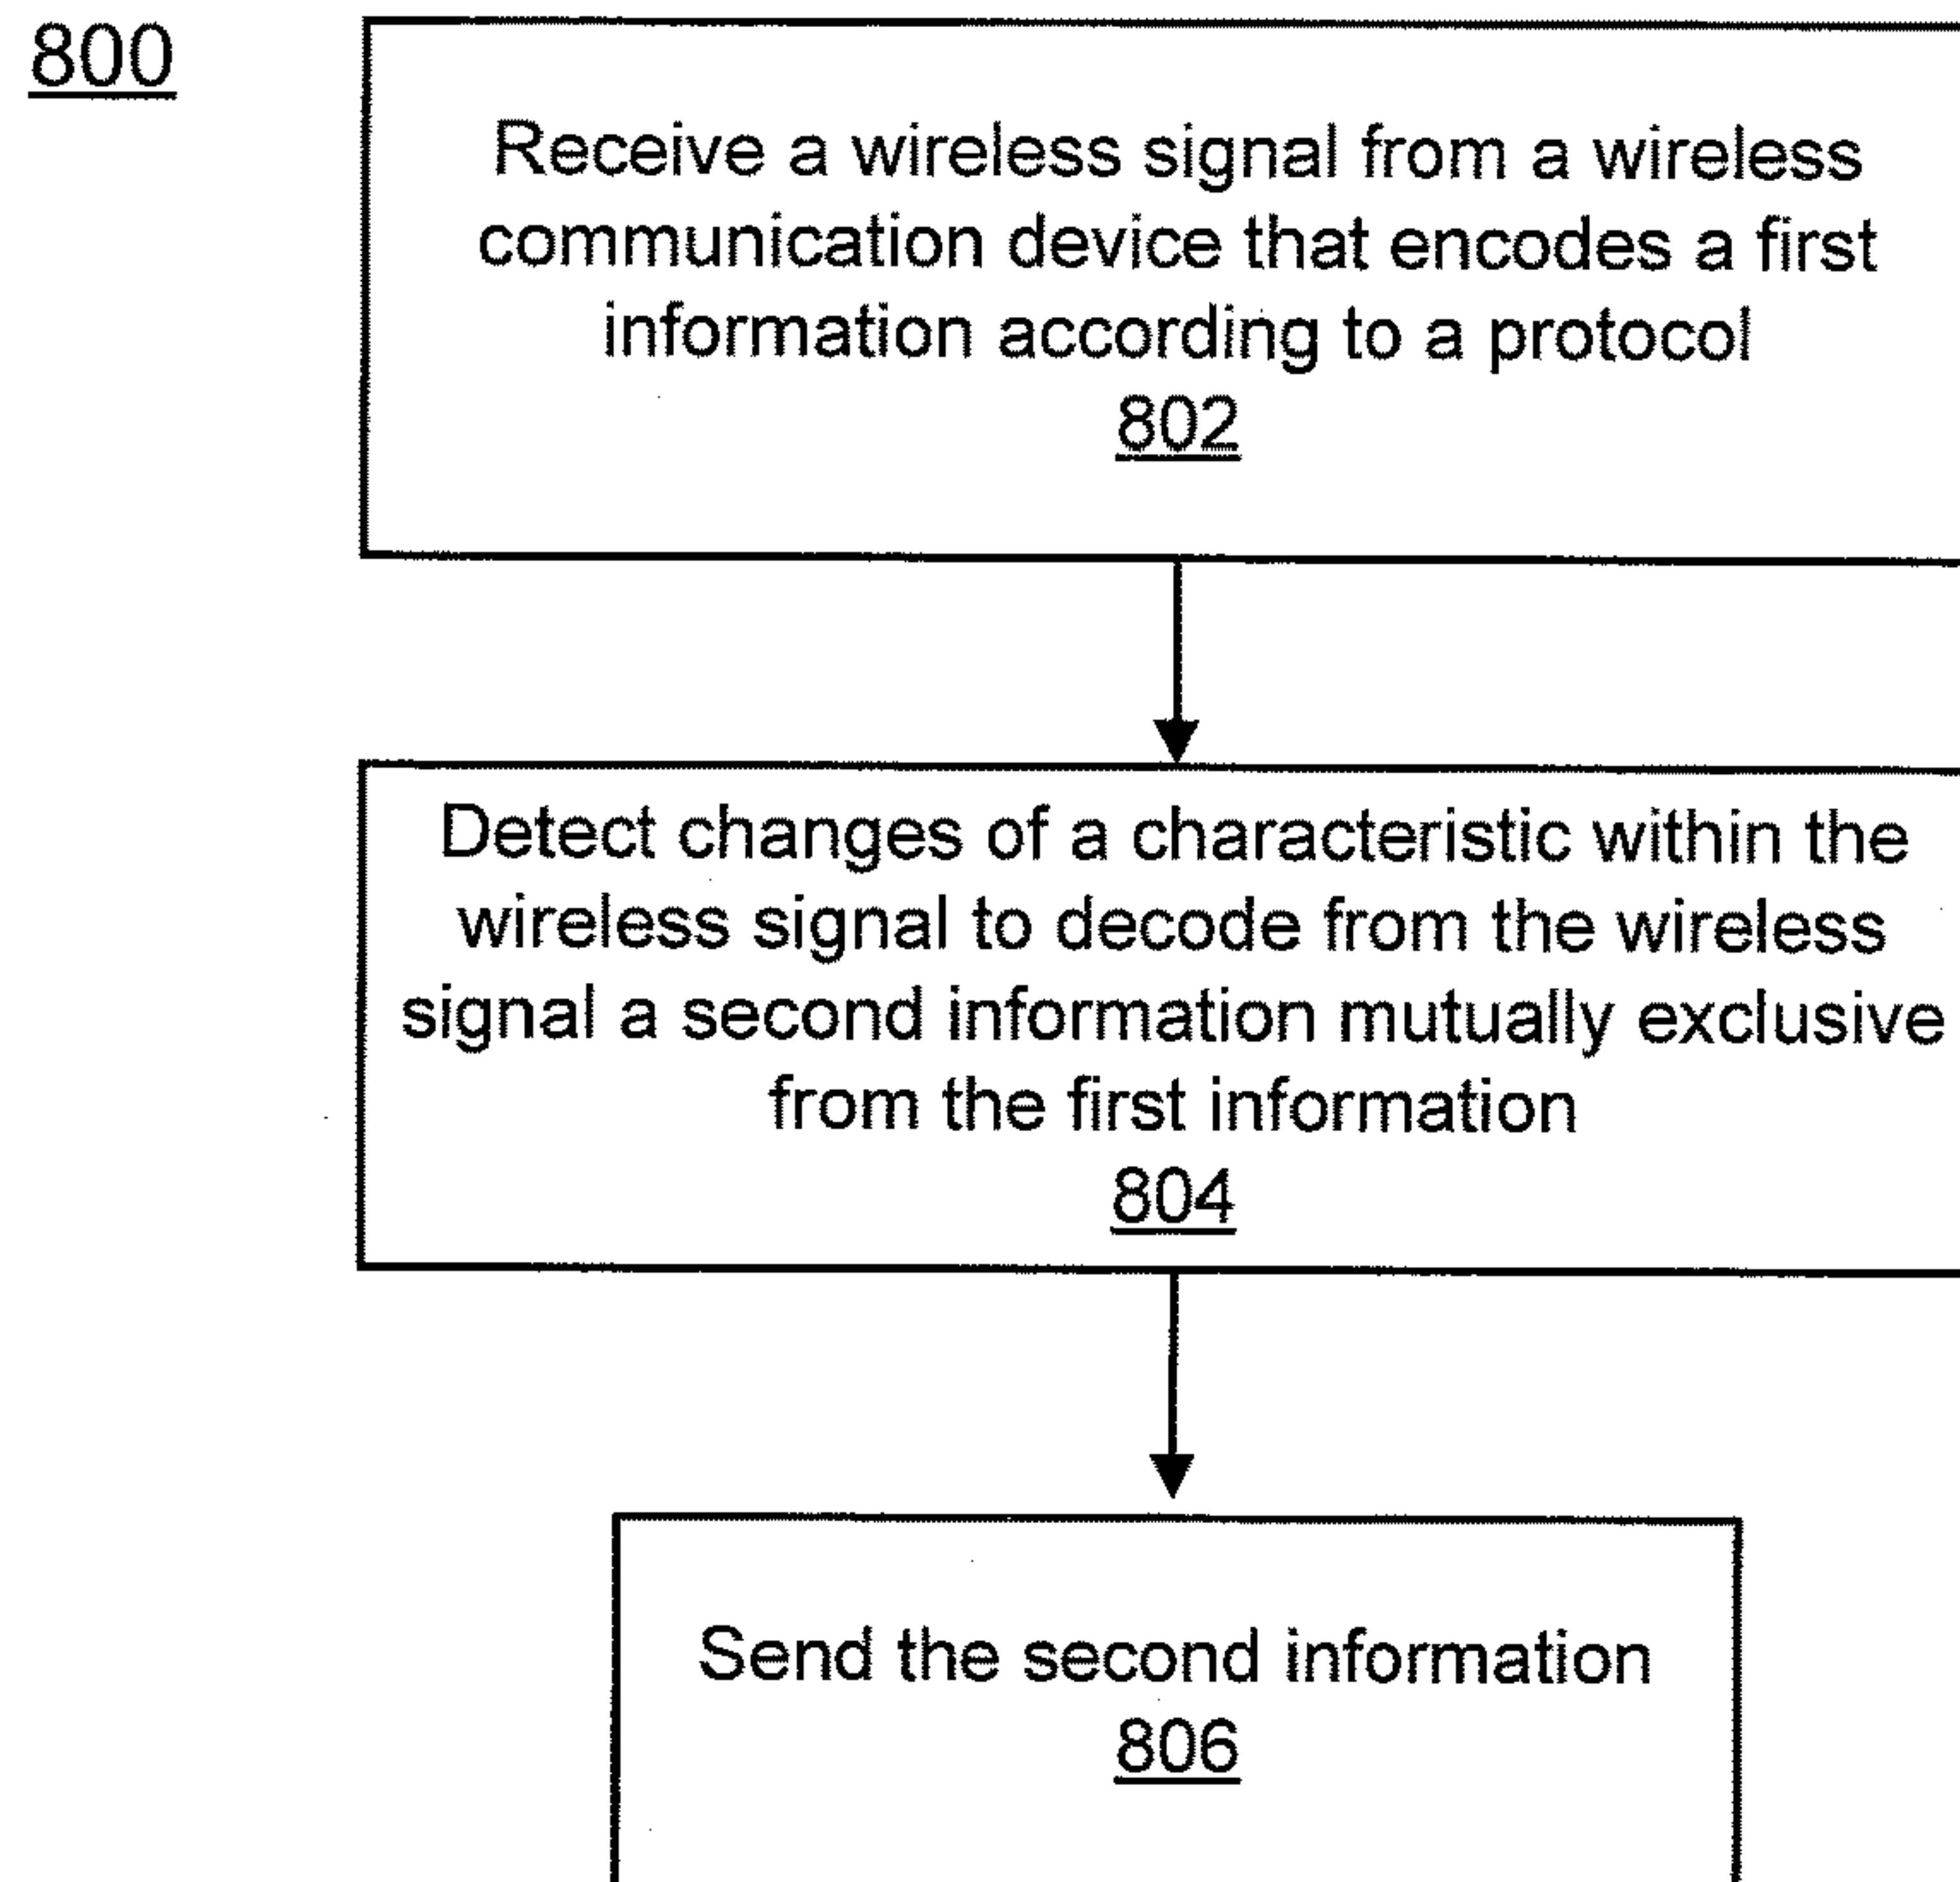 800
Receive a wireless signal from a wireless
communication device that encodes a first
information according to a protocol
802
Detect changes of a characteristic within the
wireless signal to decode from the wireless
signal a second information mutually exclusive
from the first information
804
Send the second information
806